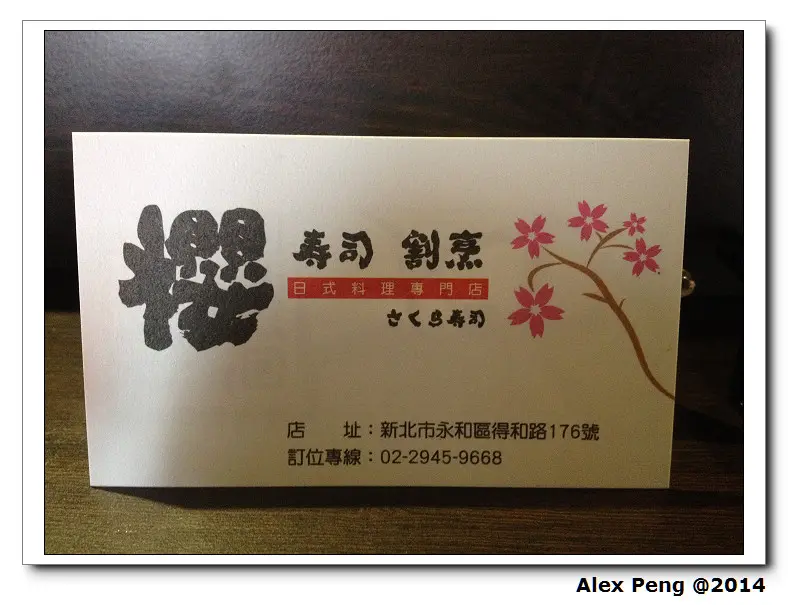 櫻
壽司 割烹
日式料理專門店
さくら寿司
店　　址：新北市永和區得和路176號
訂位專線：02-2945-9668
Alex Peng @2014